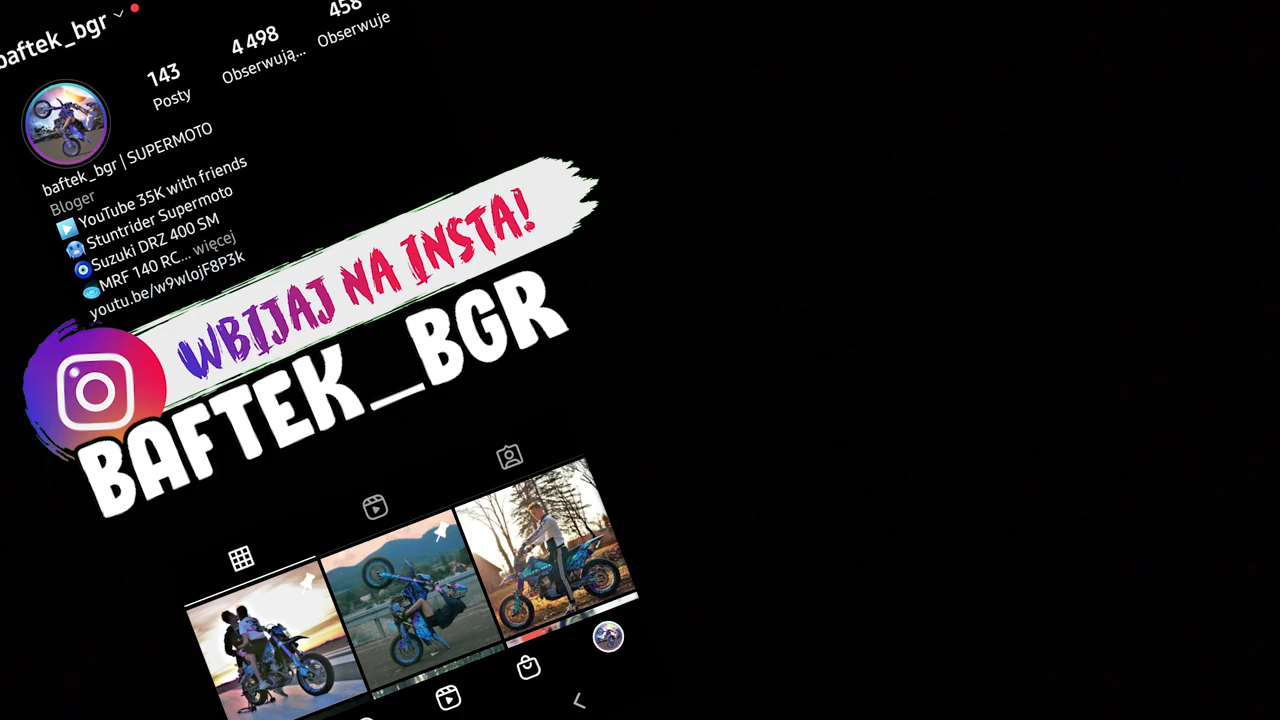 baftek_bgr
143
Posty
4 498
Obserwują...
458
Obserwuje
baftek_bgr | SUPERMOTO
Bloger
YouTube 35K with friends
Stuntrider Supermoto
Suzuki DRZ 400 SM
MRF 140 RC... więcej
youtu.be/w9wlojF8P3k
WBIJAJ NA INSTA!
BAFTEK_BGR